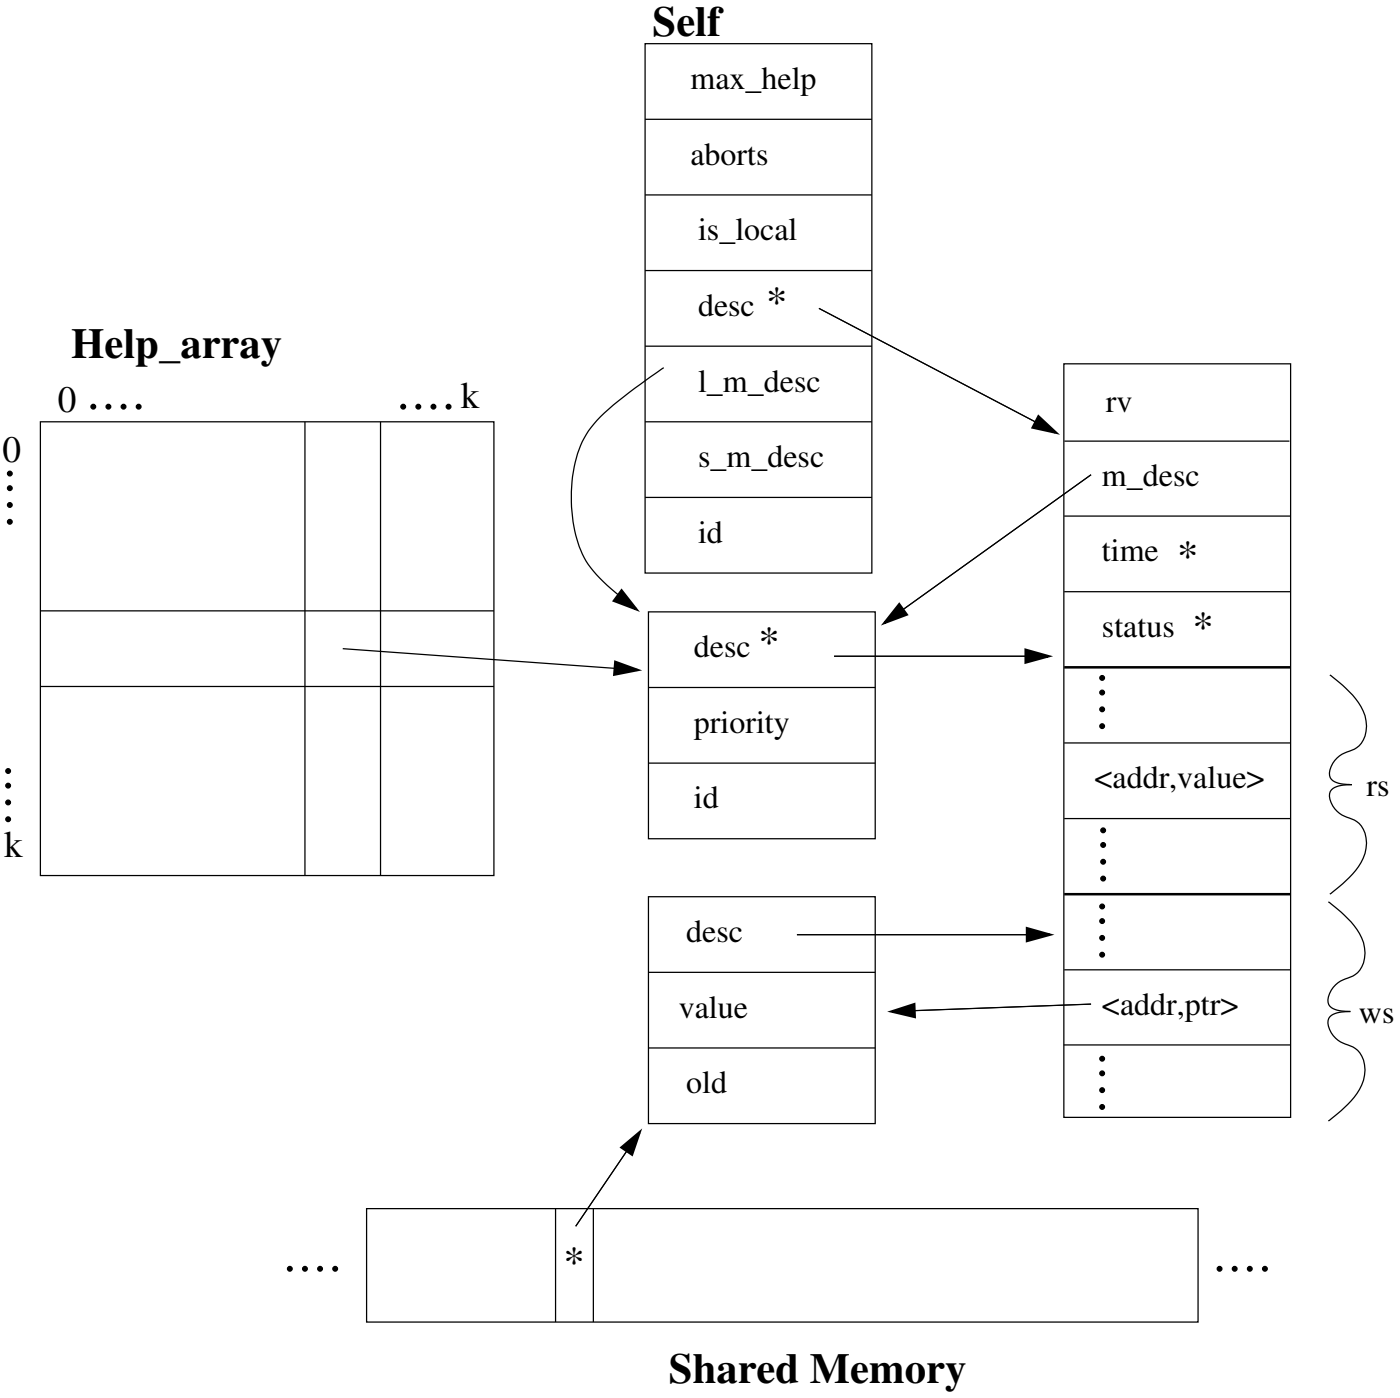 Self
max_help
aborts
is_local
desc *
l_m_desc
s_m_desc
id
Help_array
0 .... .... k
0
....
....
k
desc *
priority
id
desc
value
old
rv
m_desc
time *
status *
....
<addr,value>
....
rs
....
<addr,ptr>
....
ws
.... * ....
Shared Memory